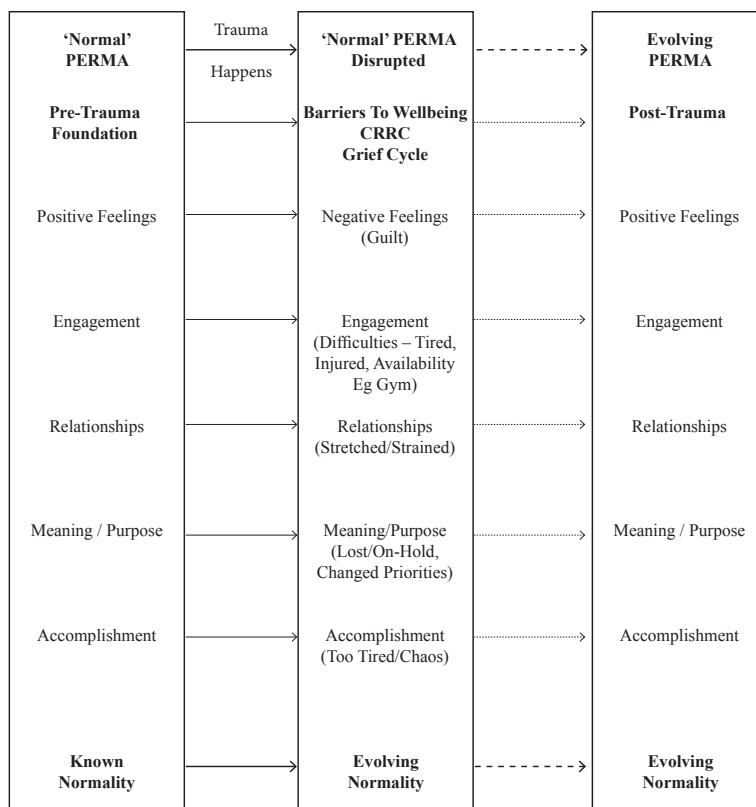 ‘Normal’
PERMA
Trauma
Happens
‘Normal’ PERMA
Disrupted
Evolving
PERMA
Pre-Trauma
Foundation
Barriers To Wellbeing
CRRC
Grief Cycle
Post-Trauma
Positive Feelings
Negative Feelings
(Guilt)
Positive Feelings
Engagement
Engagement
(Difficulties – Tired,
Injured, Availability
Eg Gym)
Engagement
Relationships
Relationships
(Stretched/Strained)
Relationships
Meaning / Purpose
Meaning/Purpose
(Lost/On-Hold,
Changed Priorities)
Meaning / Purpose
Accomplishment
Accomplishment
(Too Tired/Chaos)
Accomplishment
Known
Normality
Evolving
Normality
Evolving
Normality